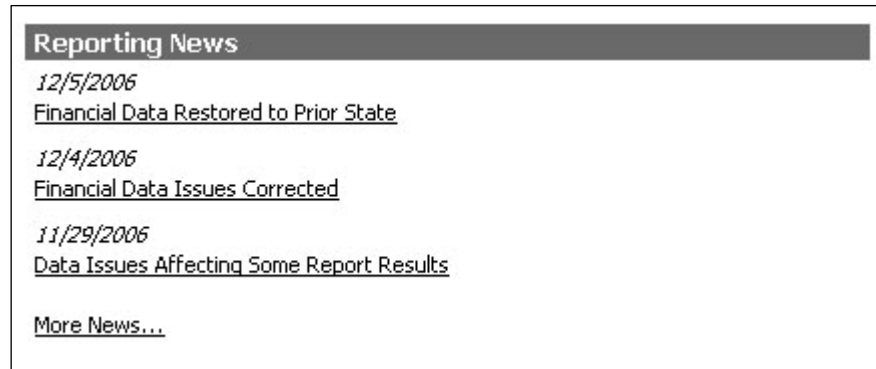 Reporting News
12/5/2006
Financial Data Restored to Prior State
12/4/2006
Financial Data Issues Corrected
11/29/2006
Data Issues Affecting Some Report Results
More News...